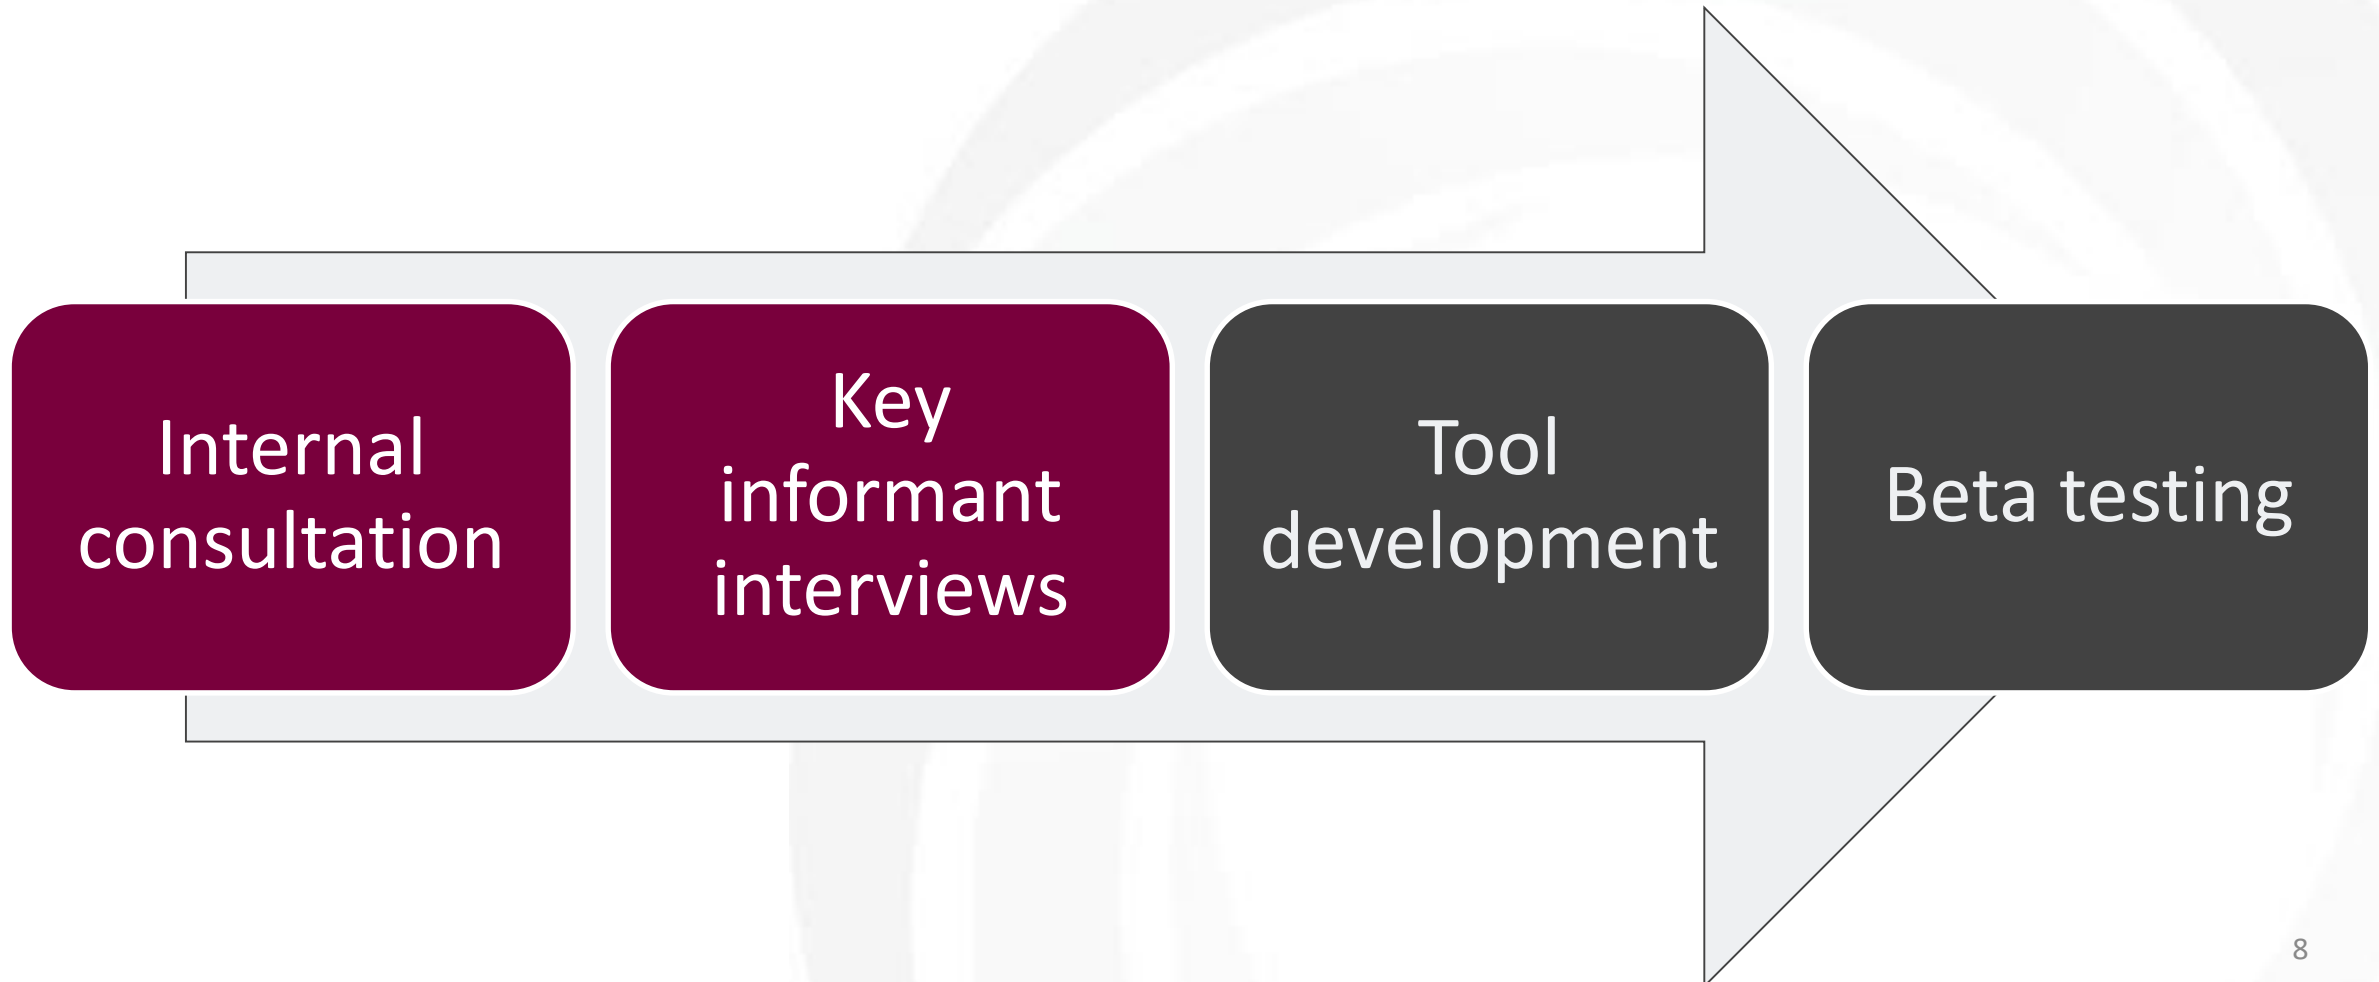 Internal
consultation
Key
informant
interviews
Tool
development
Beta testing
8